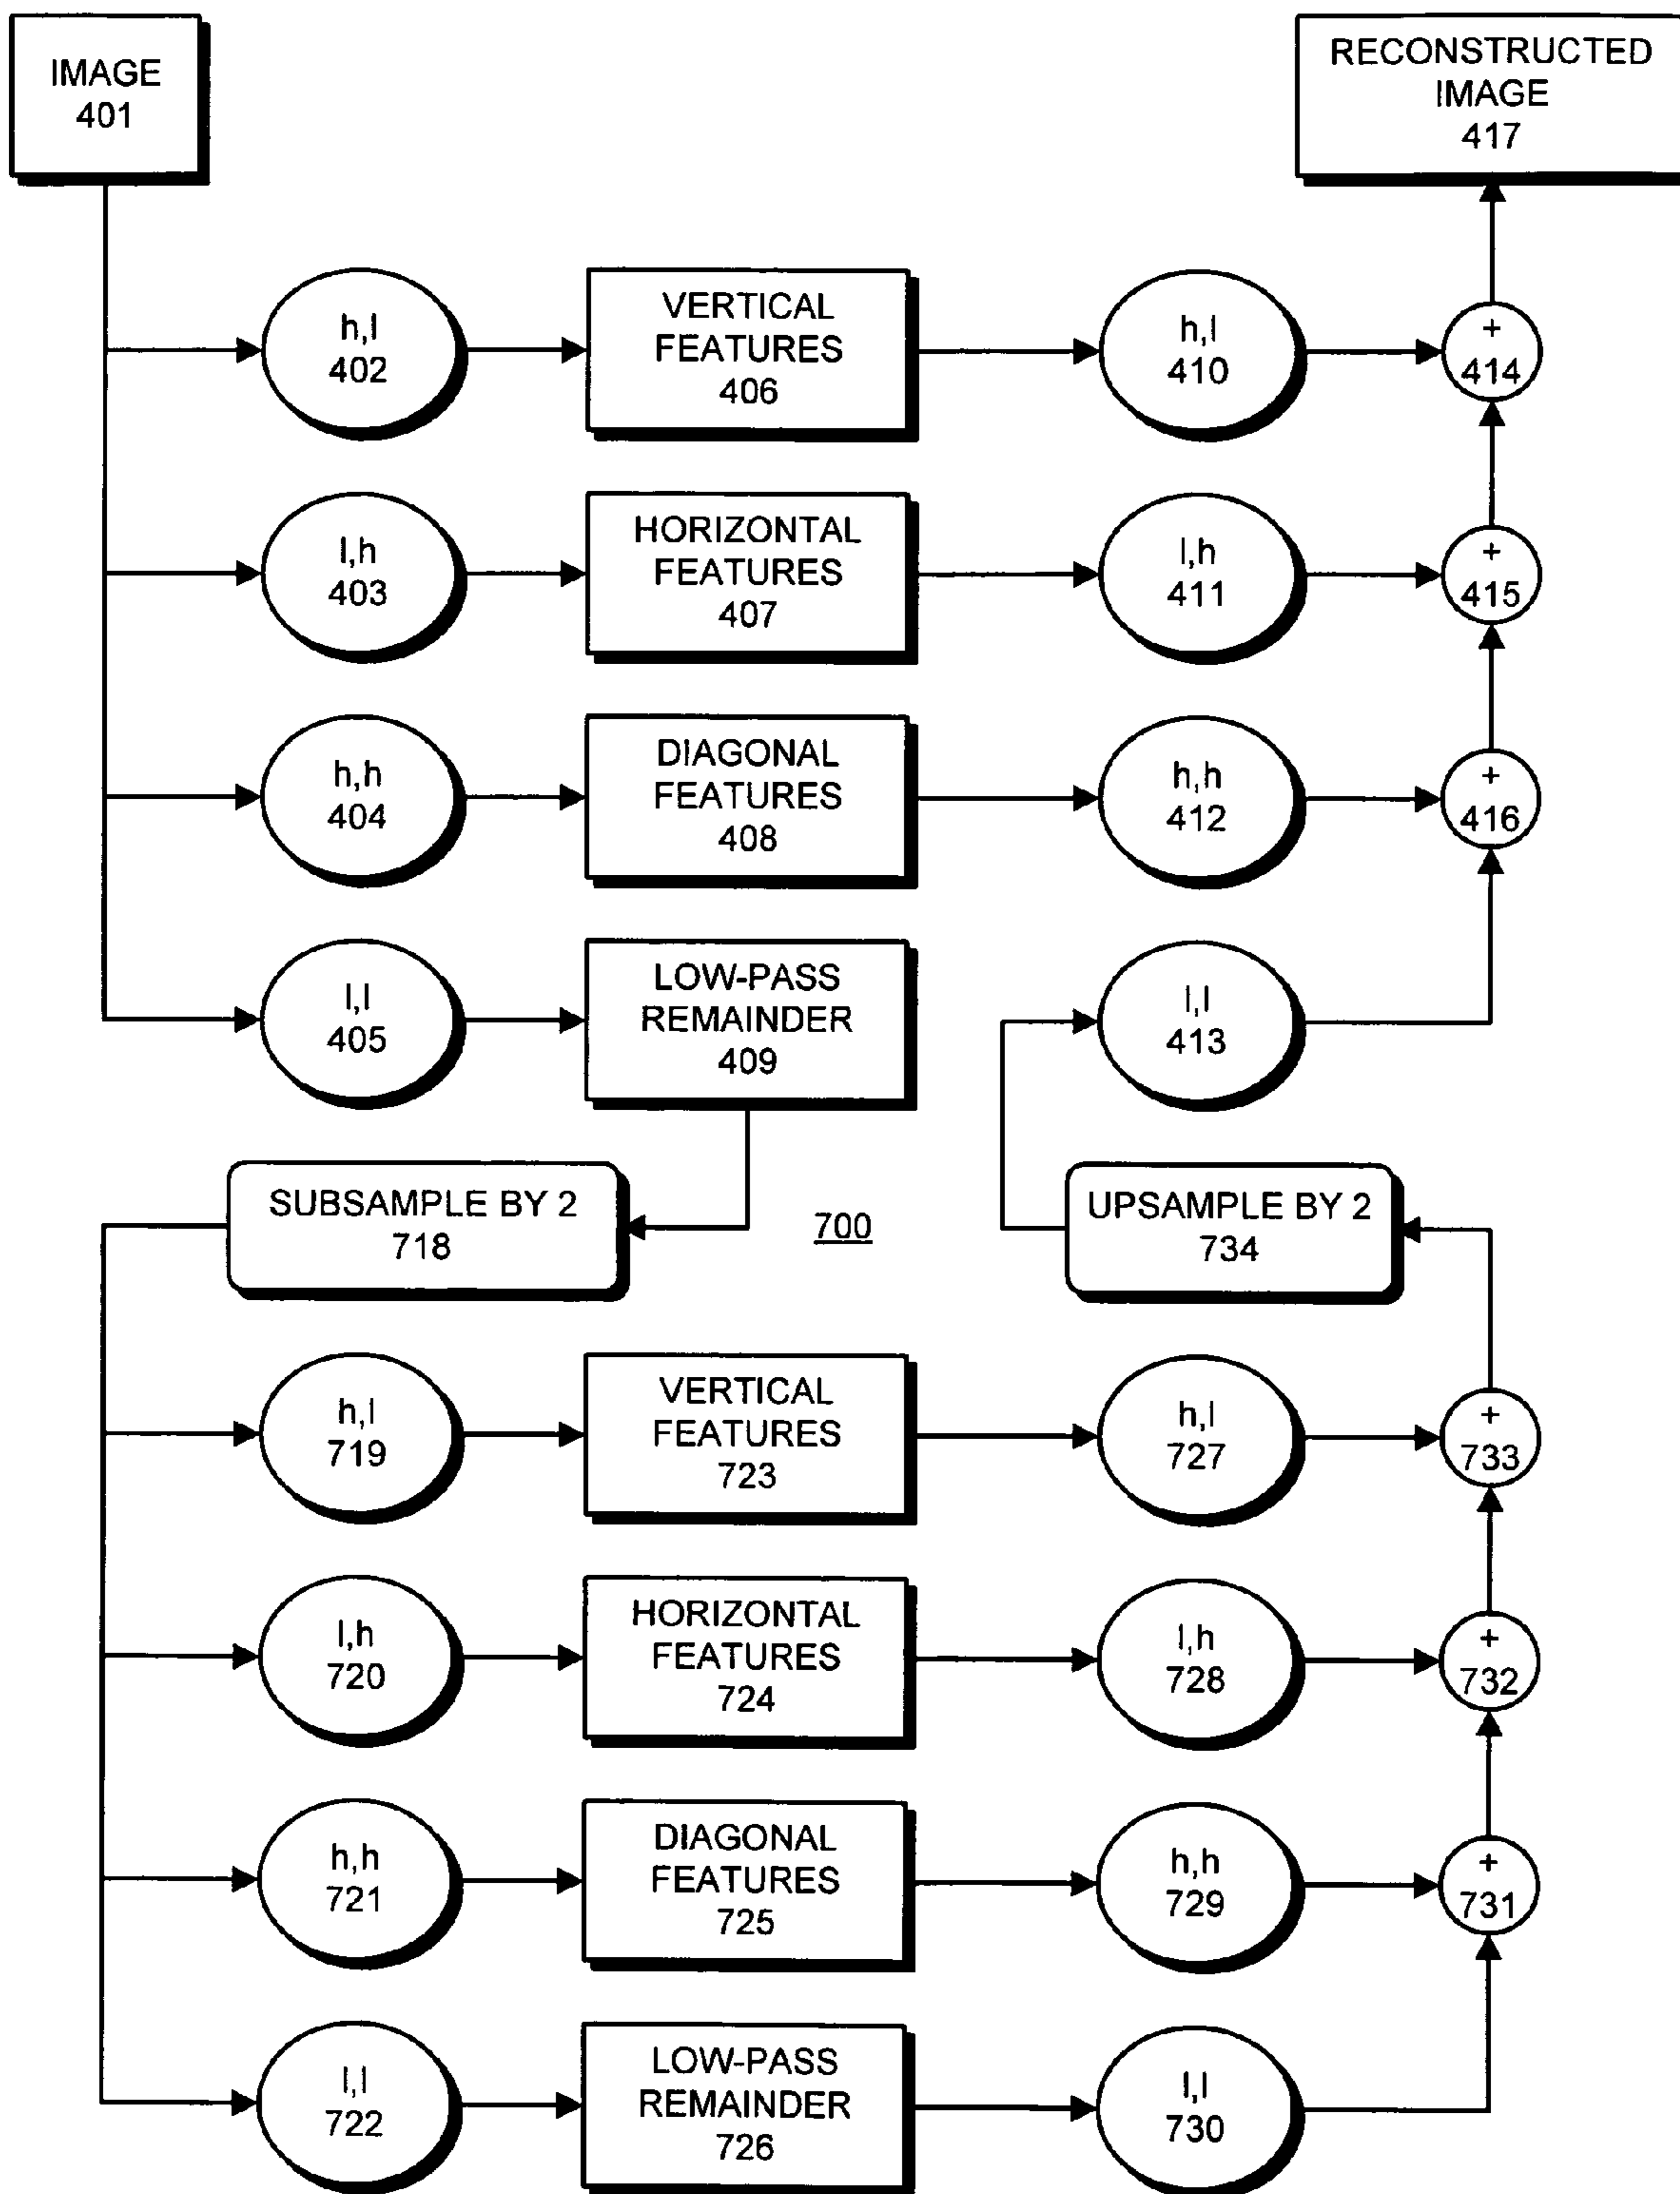 IMAGE
401
RECONSTRUCTED
IMAGE
417
h,l
402
VERTICAL
FEATURES
406
h,l
410
+
414
l,h
403
HORIZONTAL
FEATURES
407
l,h
411
+
415
h,h
404
DIAGONAL
FEATURES
408
h,h
412
+
416
l,l
405
LOW-PASS
REMAINDER
409
l,l
413
SUBSAMPLE BY 2
718
700
UPSAMPLE BY 2
734
h,l
719
VERTICAL
FEATURES
723
h,l
727
+
733
l,h
720
HORIZONTAL
FEATURES
724
l,h
728
+
732
h,h
721
DIAGONAL
FEATURES
725
h,h
729
+
731
l,l
722
LOW-PASS
REMAINDER
726
l,l
730